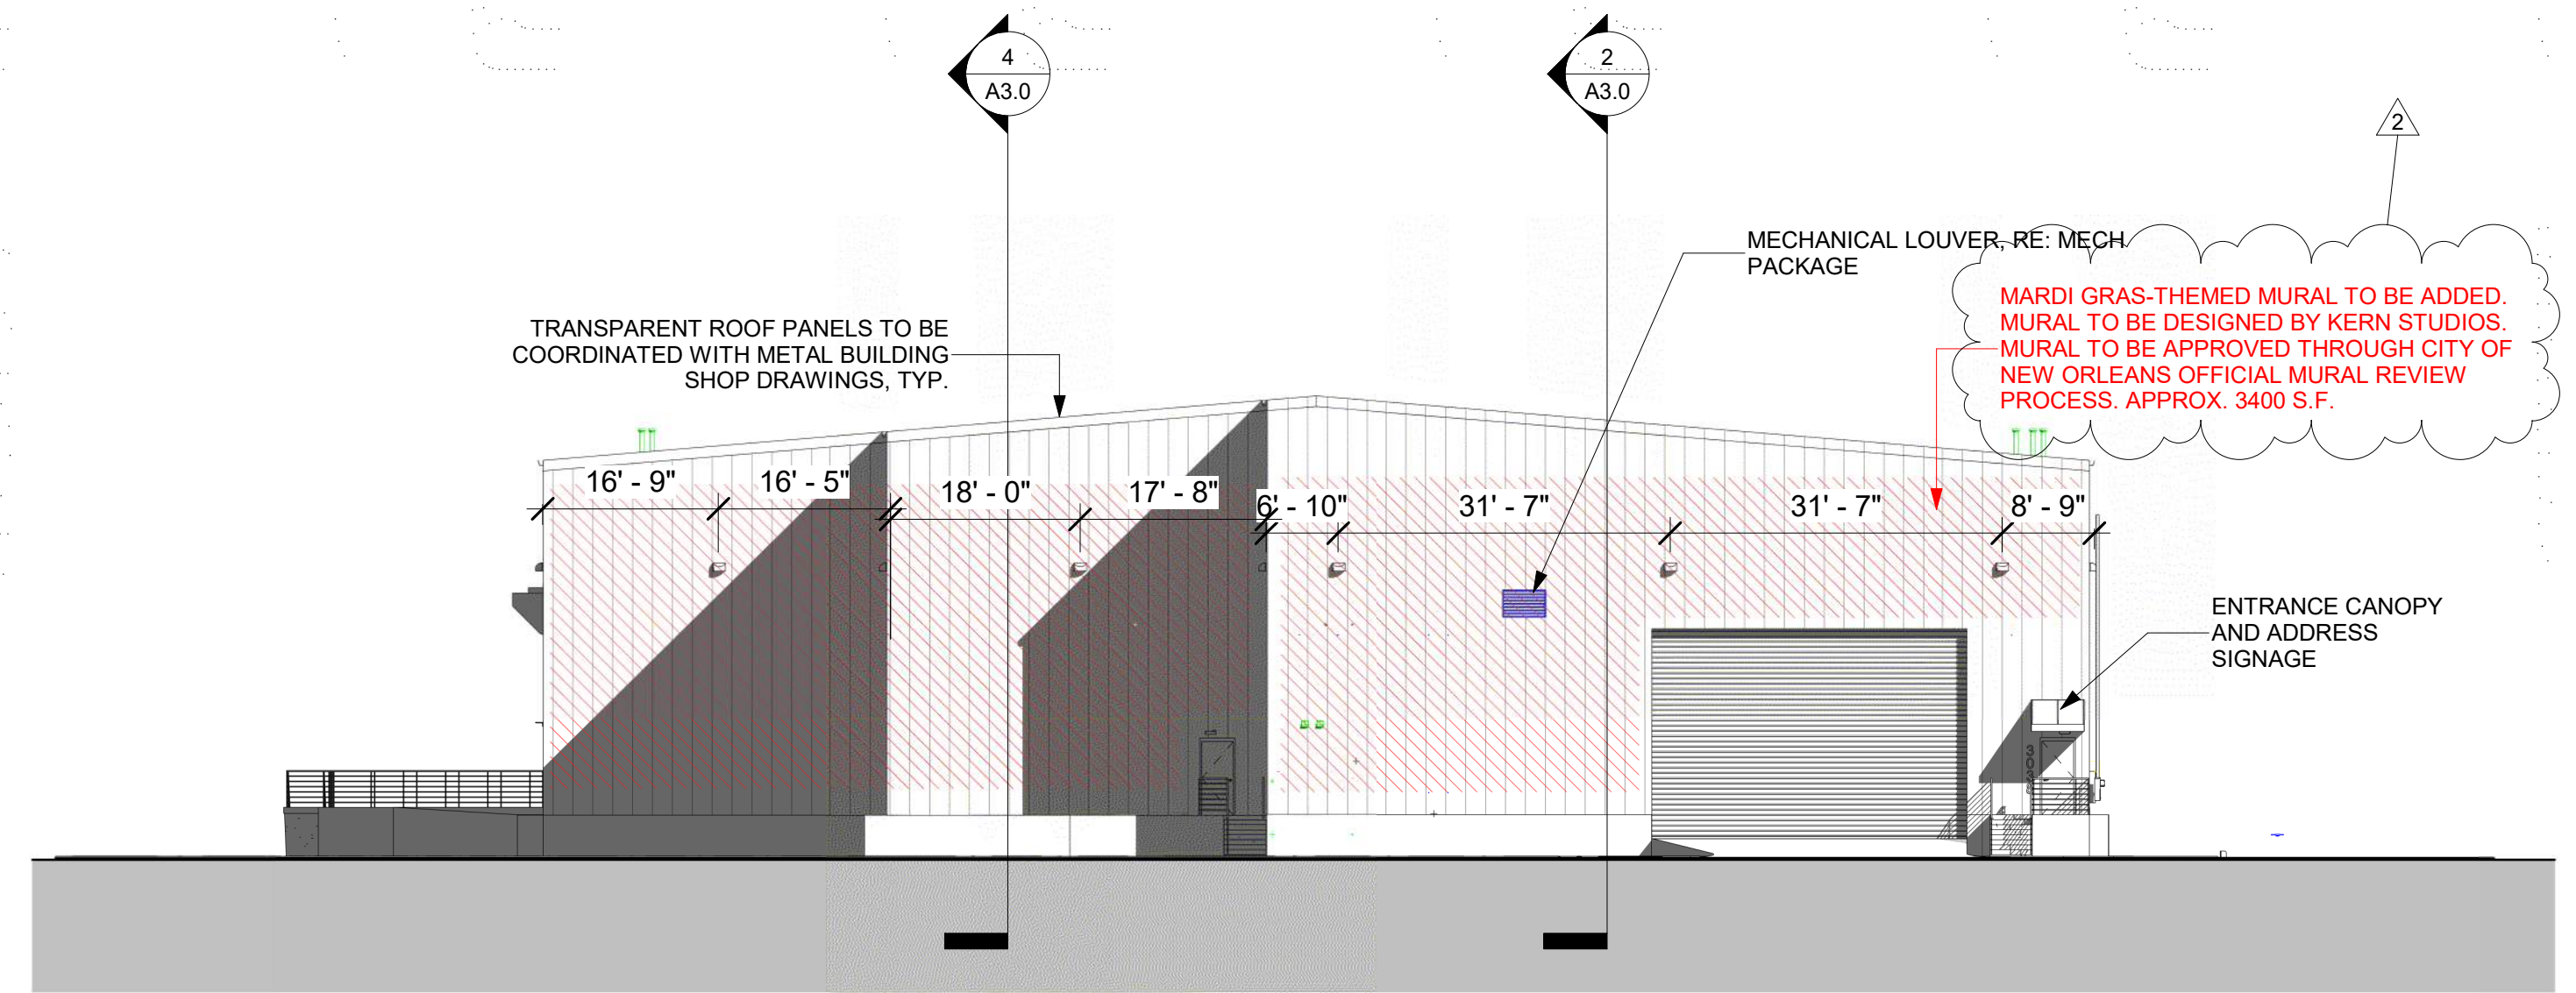 4
A3.0
2
A3.0
2
MECHANICAL LOUVER, RE: MECH
PACKAGE
MARDI GRAS-THEMED MURAL TO BE ADDED.
MURAL TO BE DESIGNED BY KERN STUDIOS.
MURAL TO BE APPROVED THROUGH CITY OF
NEW ORLEANS OFFICIAL MURAL REVIEW
PROCESS. APPROX. 3400 S.F.
TRANSPARENT ROOF PANELS TO BE
COORDINATED WITH METAL BUILDING
SHOP DRAWINGS, TYP.
16' - 9"
16' - 5"
18' - 0"
17' - 8"
6' - 10"
31' - 7"
31' - 7"
8' - 9"
ENTRANCE CANOPY
AND ADDRESS
SIGNAGE